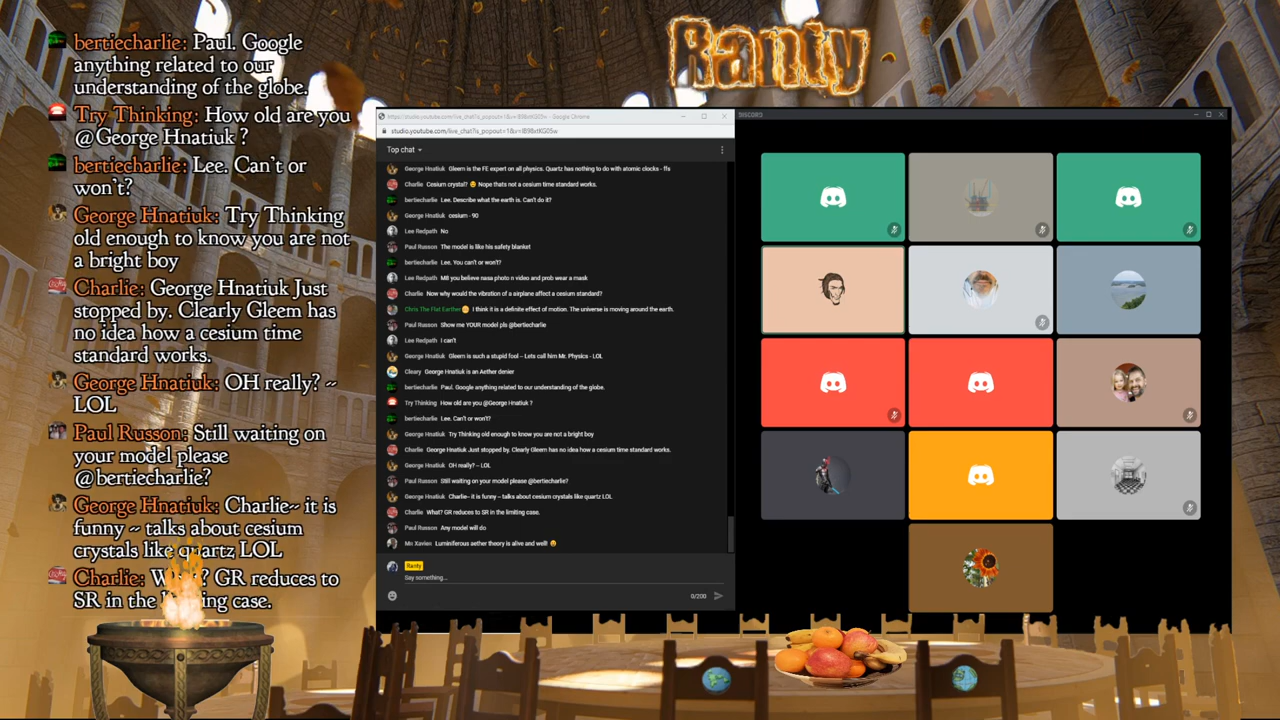 Ranty
bertiecharlie: Paul. Google
anything related to our
understanding of the globe.
Try Thinking: How old are you
@George Hnatiuk ?
bertiecharlie: Lee. Can't or
won't?
George Hnatiuk: Try Thinking
old enough to know you are not
a bright boy
Charlie: George Hnatiuk Just
stopped by. Clearly Gleem has
no idea how a cesium time
standard works.
George Hnatiuk: OH really? --
LOL
Paul Russon: Still waiting on
your model please
@bertiecharlie?
George Hnatiuk: Charlie-- it is
funny -- talks about cesium
crystals like quartz LOL
Charlie: What? GR reduces to
SR in the limiting case.
studio.youtube.com/live_chat?is_popout=1&v=
Top chat
George Hnatiuk Gleem is the FE expert on all physics. Quartz has nothing to do with atomic clocks - ffs
Charlie Cesium crystal? Nope thats not a cesium time standard works.
bertiecharlie Lee. Describe what the earth is. Can't do it?
George Hnatiuk cesium - 90
Lee Redpath No
Paul Russon The model is like his safety blanket
bertiecharlie Lee. You can't or won't?
Lee Redpath M8 you believe nasa photo n video and prob wear a mask
Charlie Now why would the vibration of a airplane affect a cesium standard?
Chris The Flat Earther I think it is a definite effect of motion. The universe is moving around the earth.
Paul Russon Show me YOUR model pls @bertiecharlie
Lee Redpath I can't
George Hnatiuk Gleem is such a stupid fool -- Lets call him Mr. Physics - LOL
Cleary George Hnatiuk is an Aether denier
bertiecharlie Paul. Google anything related to our understanding of the globe.
Try Thinking How old are you @George Hnatiuk ?
bertiecharlie Lee. Can't or won't?
George Hnatiuk Try Thinking old enough to know you are not a bright boy
Charlie George Hnatiuk Just stopped by. Clearly Gleem has no idea how a cesium time standard works.
George Hnatiuk OH really? -- LOL
Paul Russon Still waiting on your model please @bertiecharlie?
George Hnatiuk Charlie-- it is funny -- talks about cesium crystals like quartz LOL
Charlie What? GR reduces to SR in the limiting case.
Paul Russon Any model will do
Mn Xavier Luminiferous aether theory is alive and well!
Ranty
Say something...
0/200
DISCORD